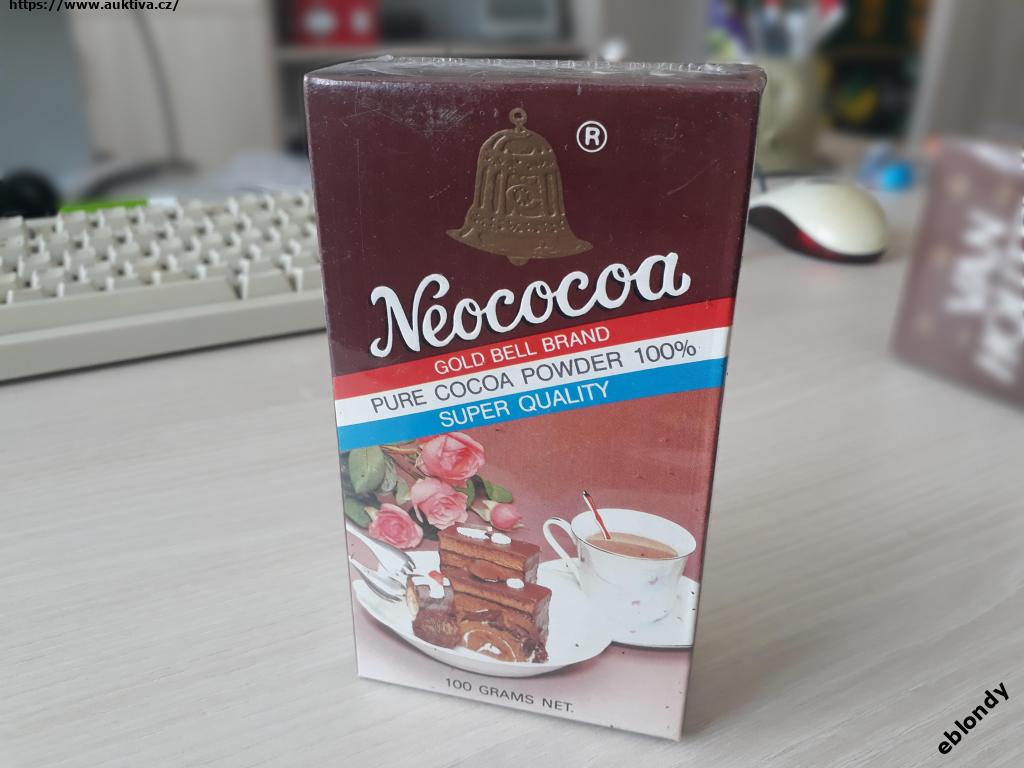 https://www.auktiva.cz/
®
Neococoa
GOLD BELL BRAND
PURE COCOA POWDER 100%
SUPER QUALITY
100 GRAMS NET.
eblondy